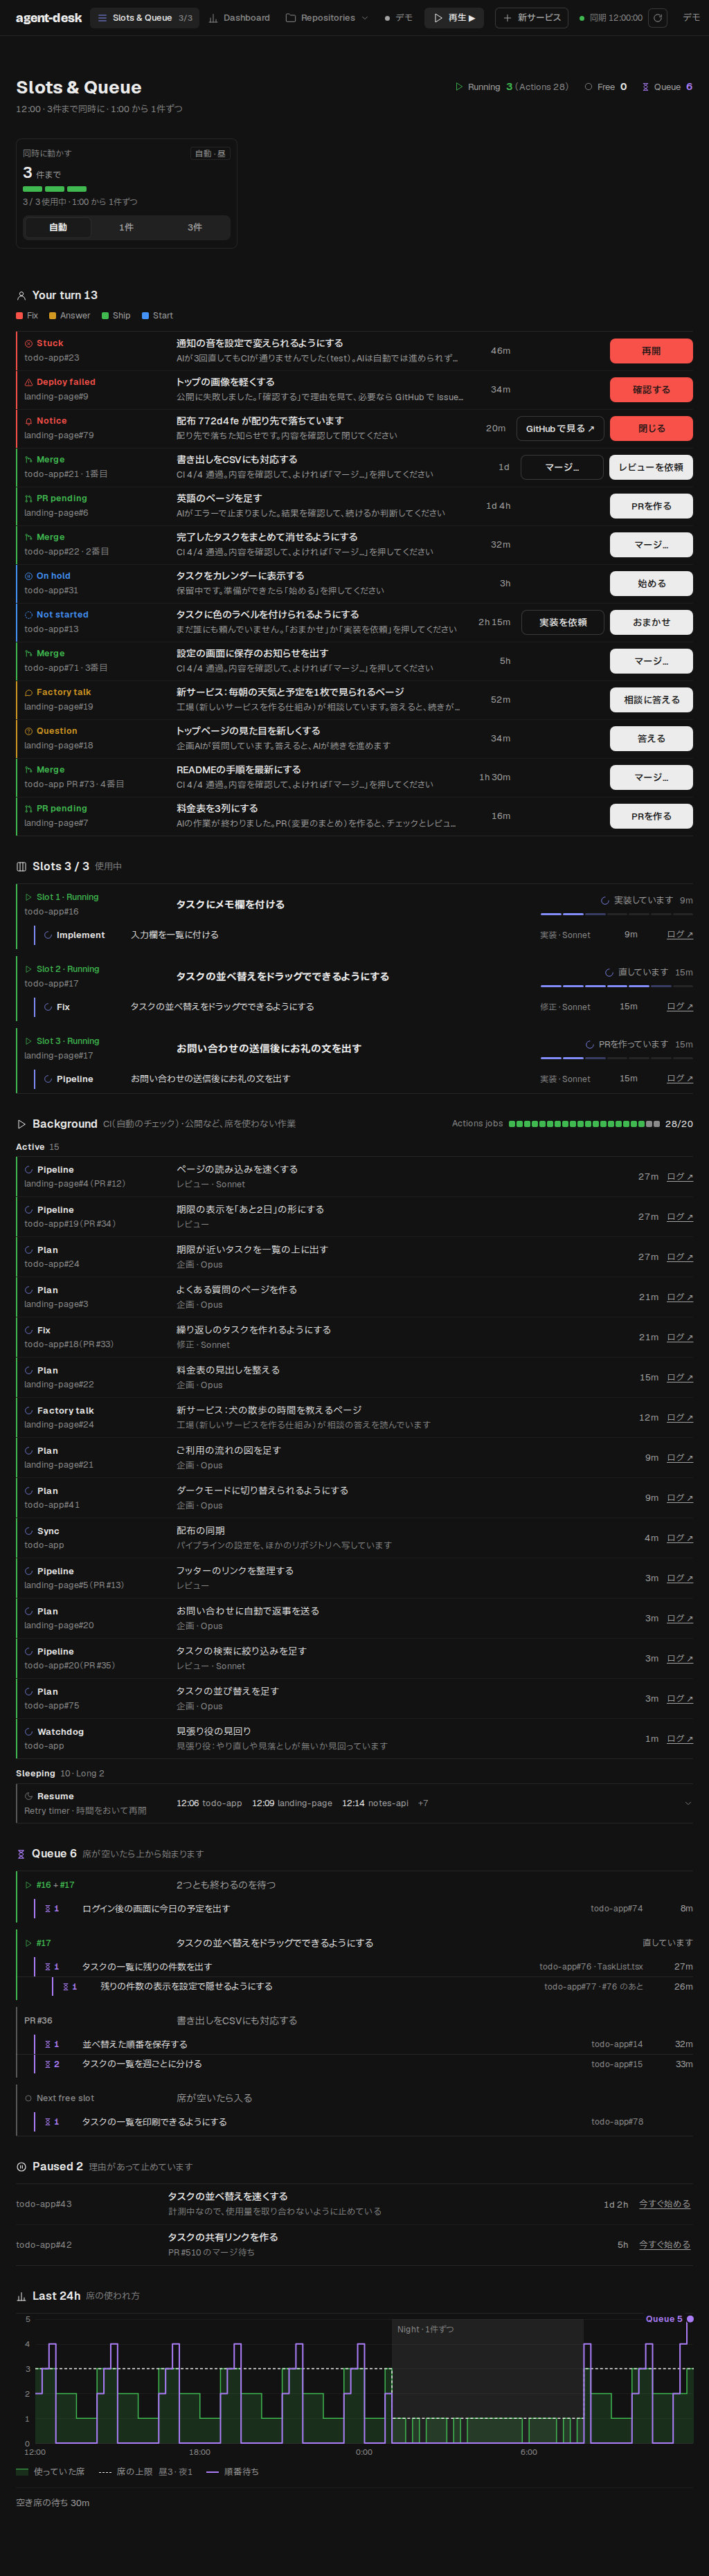 agent-desk
Slots & Queue 3/3
Dashboard
Repositories
デモ
再生 ▶
新サービス
同期 12:00:00
デモ
Slots & Queue
12:00 · 3件まで同時に · 1:00 から 1件ずつ
Running 3 (Actions 28)
Free 0
Queue 6
同時に動かす
自動 · 昼
3 件まで
3 / 3 使用中 · 1:00 から 1件ずつ
自動
1件
3件
Your turn 13
Fix
Answer
Ship
Start
Stuck
todo-app#23
通知の音を設定で変えられるようにする
AIが3回直してもCIが通りませんでした(test)。AIは自動では進められず…
46m
再開
Deploy failed
landing-page#9
トップの画像を軽くする
公開に失敗しました。「確認する」で理由を見て、必要なら GitHub で Issue…
34m
確認する
Notice
landing-page#79
配布 772d4fe が配り先で落ちています
配り先で落ちた知らせです。内容を確認して閉じてください
20m
GitHub で見る ↗
閉じる
Merge
todo-app#21 · 1番目
書き出しをCSVにも対応する
CI 4/4 通過。内容を確認して、よければ「マージ…」を押してください
1d
マージ…
レビューを依頼
PR pending
landing-page#6
英語のページを足す
AIがエラーで止まりました。結果を確認して、続けるか判断してください
1d 4h
PRを作る
Merge
todo-app#22 · 2番目
完了したタスクをまとめて消せるようにする
CI 4/4 通過。内容を確認して、よければ「マージ…」を押してください
32m
マージ…
On hold
todo-app#31
タスクをカレンダーに表示する
保留中です。準備ができたら「始める」を押してください
3h
始める
Not started
todo-app#13
タスクに色のラベルを付けられるようにする
まだ誰にも頼んでいません。「おまかせ」か「実装を依頼」を押してください
2h 15m
実装を依頼
おまかせ
Merge
todo-app#71 · 3番目
設定の画面に保存のお知らせを出す
CI 4/4 通過。内容を確認して、よければ「マージ…」を押してください
5h
マージ…
Factory talk
landing-page#19
新サービス:毎朝の天気と予定を1枚で見られるページ
工場(新しいサービスを作る仕組み)が相談しています。答えると、続きが…
52m
相談に答える
Question
landing-page#18
トップページの見た目を新しくする
企画AIが質問しています。答えると、AIが続きを進めます
34m
答える
Merge
todo-app PR #73 · 4番目
READMEの手順を最新にする
CI 4/4 通過。内容を確認して、よければ「マージ…」を押してください
1h 30m
マージ…
PR pending
landing-page#7
料金表を3列にする
AIの作業が終わりました。PR(変更のまとめ)を作ると、チェックとレビュ…
16m
PRを作る
Slots 3 / 3 使用中
Slot 1 · Running
todo-app#16
タスクにメモ欄を付ける
実装しています 9m
Implement
入力欄を一覧に付ける
実装 · Sonnet
9m
ログ ↗
Slot 2 · Running
todo-app#17
タスクの並べ替えをドラッグでできるようにする
直しています 15m
Fix
タスクの並べ替えをドラッグでできるようにする
修正 · Sonnet
15m
ログ ↗
Slot 3 · Running
landing-page#17
お問い合わせの送信後にお礼の文を出す
PRを作っています 15m
Pipeline
お問い合わせの送信後にお礼の文を出す
実装 · Sonnet
15m
ログ ↗
Background CI(自動のチェック)・公開など、席を使わない作業
Actions jobs 28/20
Active 15
Pipeline
landing-page#4 (PR #12)
ページの読み込みを速くする
レビュー · Sonnet
27m
ログ ↗
Pipeline
todo-app#19 (PR #34)
期限の表示を「あと2日」の形にする
レビュー
27m
ログ ↗
Plan
todo-app#24
期限が近いタスクを一覧の上に出す
企画 · Opus
27m
ログ ↗
Plan
landing-page#3
よくある質問のページを作る
企画 · Opus
21m
ログ ↗
Fix
todo-app#18 (PR #33)
繰り返しのタスクを作れるようにする
修正 · Sonnet
21m
ログ ↗
Plan
landing-page#22
料金表の見出しを整える
企画 · Opus
15m
ログ ↗
Factory talk
landing-page#24
新サービス:犬の散歩の時間を教えるページ
工場(新しいサービスを作る仕組み)が相談の答えを読んでいます
12m
ログ ↗
Plan
landing-page#21
ご利用の流れの図を足す
企画 · Opus
9m
ログ ↗
Plan
todo-app#41
ダークモードに切り替えられるようにする
企画 · Opus
9m
ログ ↗
Sync
todo-app
配布の同期
パイプラインの設定を、ほかのリポジトリへ写しています
4m
ログ ↗
Pipeline
landing-page#5 (PR #13)
フッターのリンクを整理する
レビュー
3m
ログ ↗
Plan
landing-page#20
お問い合わせに自動で返事を送る
企画 · Opus
3m
ログ ↗
Pipeline
todo-app#20 (PR #35)
タスクの検索に絞り込みを足す
レビュー · Sonnet
3m
ログ ↗
Plan
todo-app#75
タスクの並び替えを足す
企画 · Opus
3m
ログ ↗
Watchdog
todo-app
見張り役の見回り
見張り役:やり直しや見落としが無いか見回っています
1m
ログ ↗
Sleeping 10 · Long 2
Resume
Retry timer · 時間をおいて再開
12:06 todo-app 12:09 landing-page 12:14 notes-api +7
Queue 6 席が空いたら上から始まります
#16 + #17
2つとも終わるのを待つ
1
ログイン後の画面に今日の予定を出す
todo-app#74
8m
#17
タスクの並べ替えをドラッグでできるようにする
直しています
1
タスクの一覧に残りの件数を出す
todo-app#76 · TaskList.tsx
27m
1
残りの件数の表示を設定で隠せるようにする
todo-app#77 · #76 のあと
26m
PR #36
書き出しをCSVにも対応する
1
並べ替えた順番を保存する
todo-app#14
32m
2
タスクの一覧を週ごとに分ける
todo-app#15
33m
Next free slot
席が空いたら入る
1
タスクの一覧を印刷できるようにする
todo-app#78
Paused 2 理由があって止めています
todo-app#43
タスクの並べ替えを速くする
計測中なので、使用量を取り合わないように止めている
1d 2h
今すぐ始める
todo-app#42
タスクの共有リンクを作る
PR #510 のマージ待ち
5h
今すぐ始める
Last 24h 席の使われ方
Queue 5
Night · 1件ずつ
5
4
3
2
1
0
12:00
18:00
0:00
6:00
使っていた席
席の上限 昼3 · 夜1
順番待ち
空き席の待ち 30m